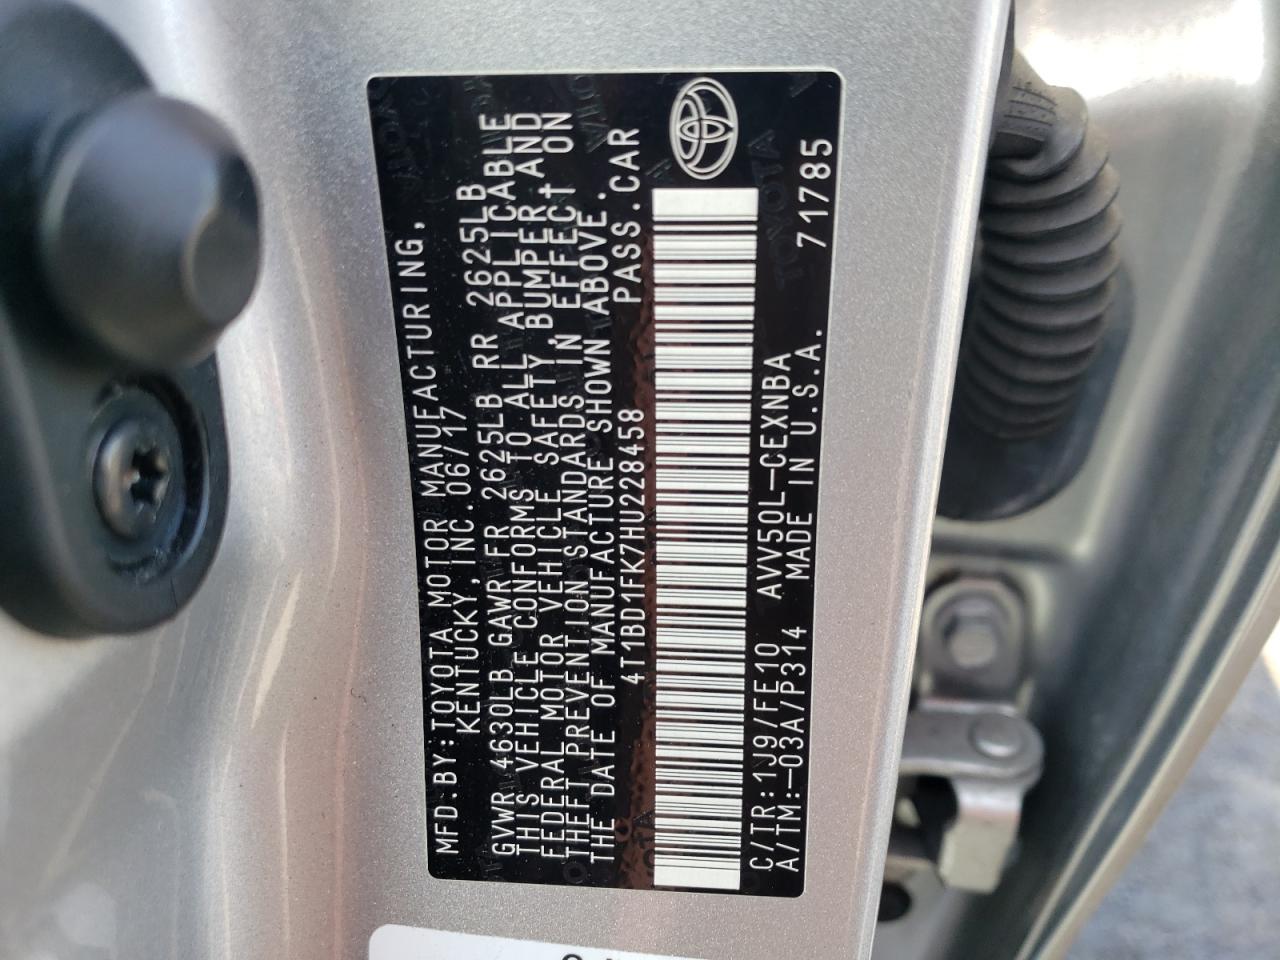 MFD.BY:TOYOTA MOTOR MANUFACTURING,
KENTUCKY, INC. 06/17
GVWR 4630LB GAWR FR 2625LB RR 2625LB
THIS VEHICLE CONFORMS TO ALL APPLICABLE
FEDERAL MOTOR VEHICLE SAFETY, BUMPER, AND
THEFT PREVENTION STANDARDS IN EFFECT ON
THE DATE OF MANUFACTURE SHOWN ABOVE.
4T1BD1FK7HU228458 PASS.CAR
C/TR:1J9/FE10 AVV50L-CEXNBA 71785
A/TM:-03A/P314 MADE IN U.S.A.